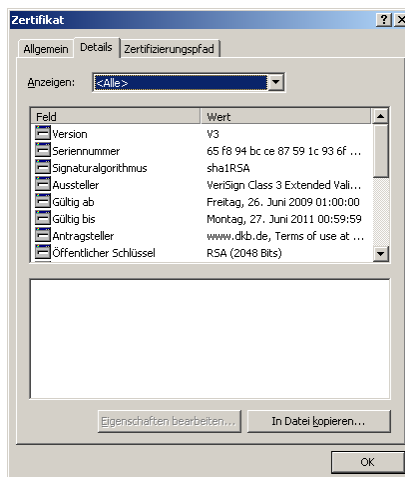 Zertifikat
Allgemein Details Zertifizierungspfad
Anzeigen: <Alle>
Feld Wert
Version V3
Seriennummer 65 f8 94 bc ce 87 59 1c 93 6f ...
Signaturalgorithmus sha1RSA
Aussteller VeriSign Class 3 Extended Vali...
Gültig ab Freitag, 26. Juni 2009 01:00:00
Gültig bis Montag, 27. Juni 2011 00:59:59
Antragsteller www.dkb.de, Terms of use at ...
Öffentlicher Schlüssel RSA (2048 Bits)
Eigenschaften bearbeiten... In Datei kopieren...
OK